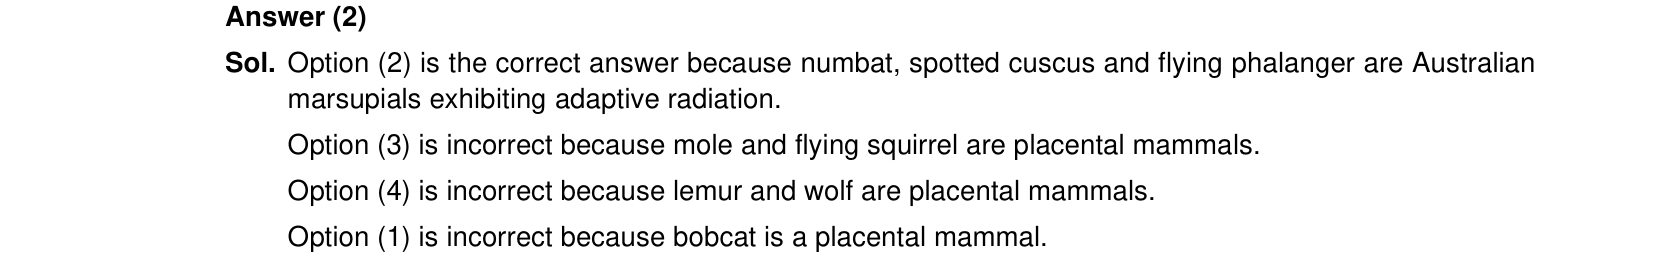 Answer (2)
Sol. Option (2) is the correct answer because numbat, spotted cuscus and flying phalanger are Australian
marsupials exhibiting adaptive radiation.
Option (3) is incorrect because mole and flying squirrel are placental mammals.
Option (4) is incorrect because lemur and wolf are placental mammals.
Option (1) is incorrect because bobcat is a placental mammal.